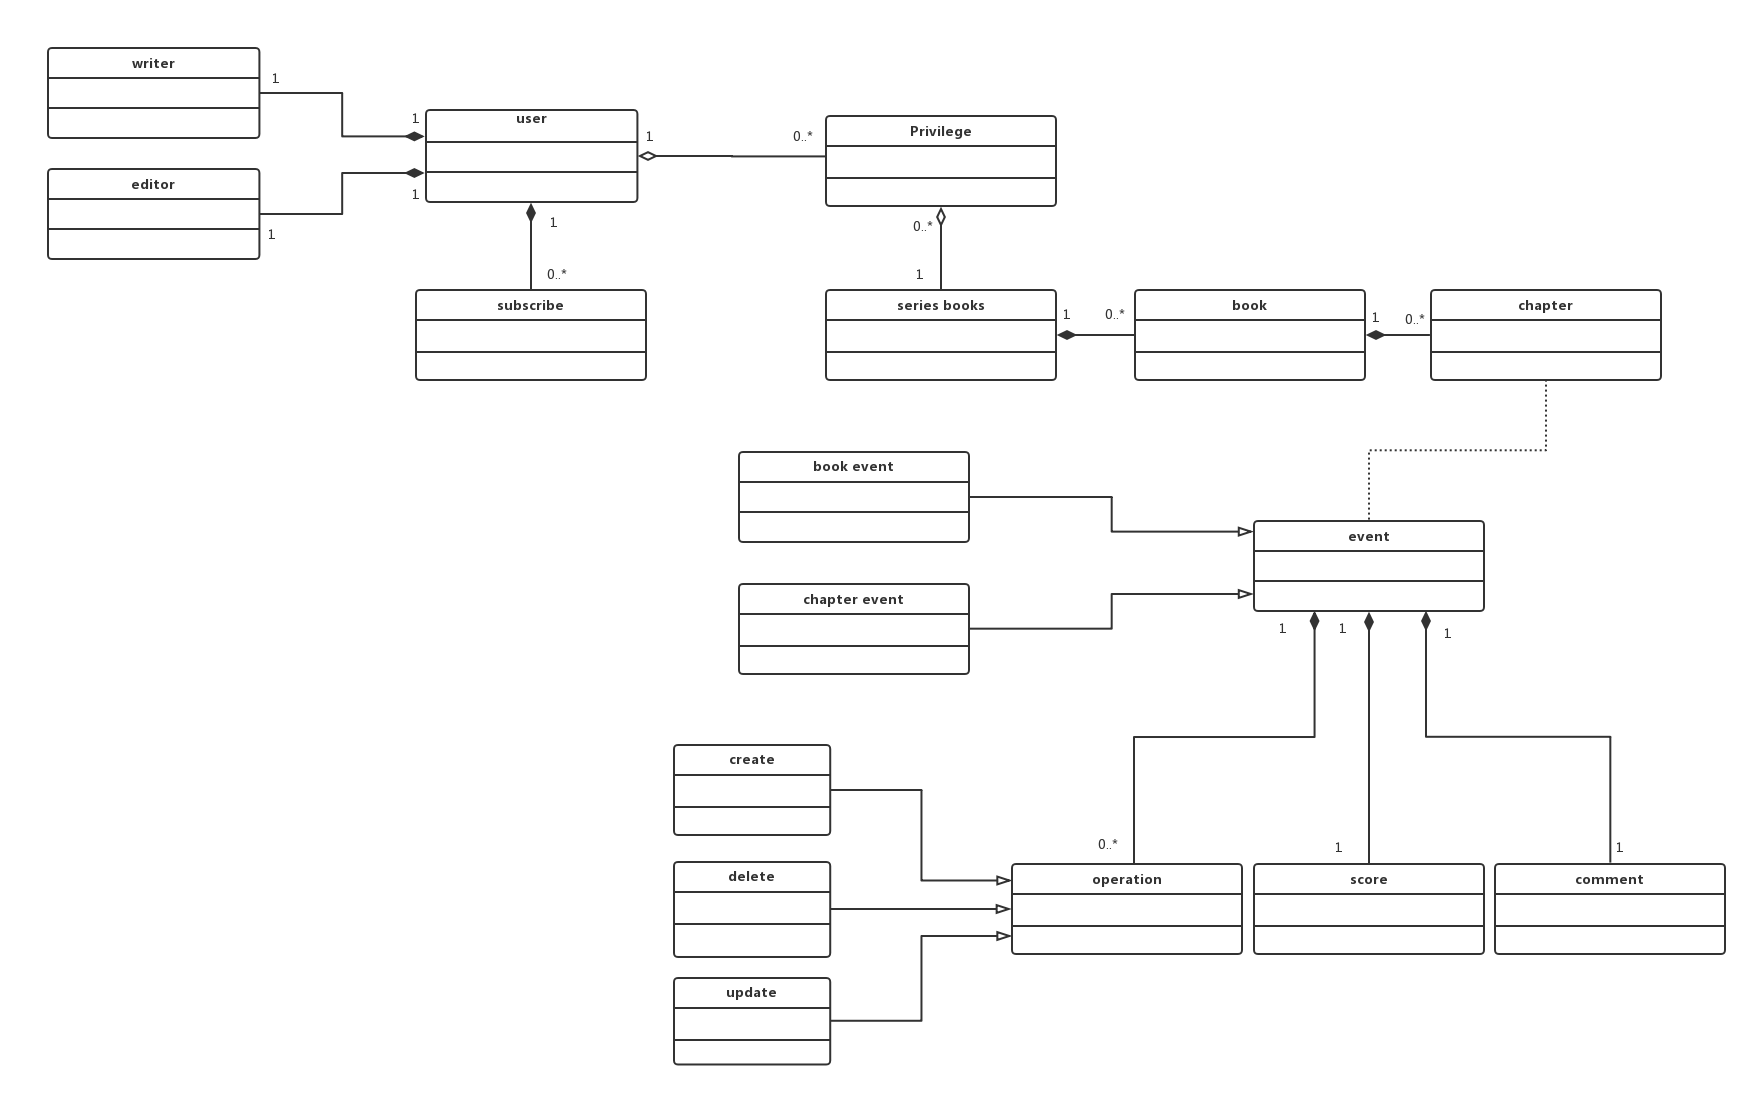 writer
1
1
user
1
0..*
Privilege
editor
1
1
1
0..*
0..*
1
subscribe
series books
1
0..*
book
1
0..*
chapter
book event
event
chapter event
1
1
1
create
0..*
1
1
delete
operation
score
comment
update